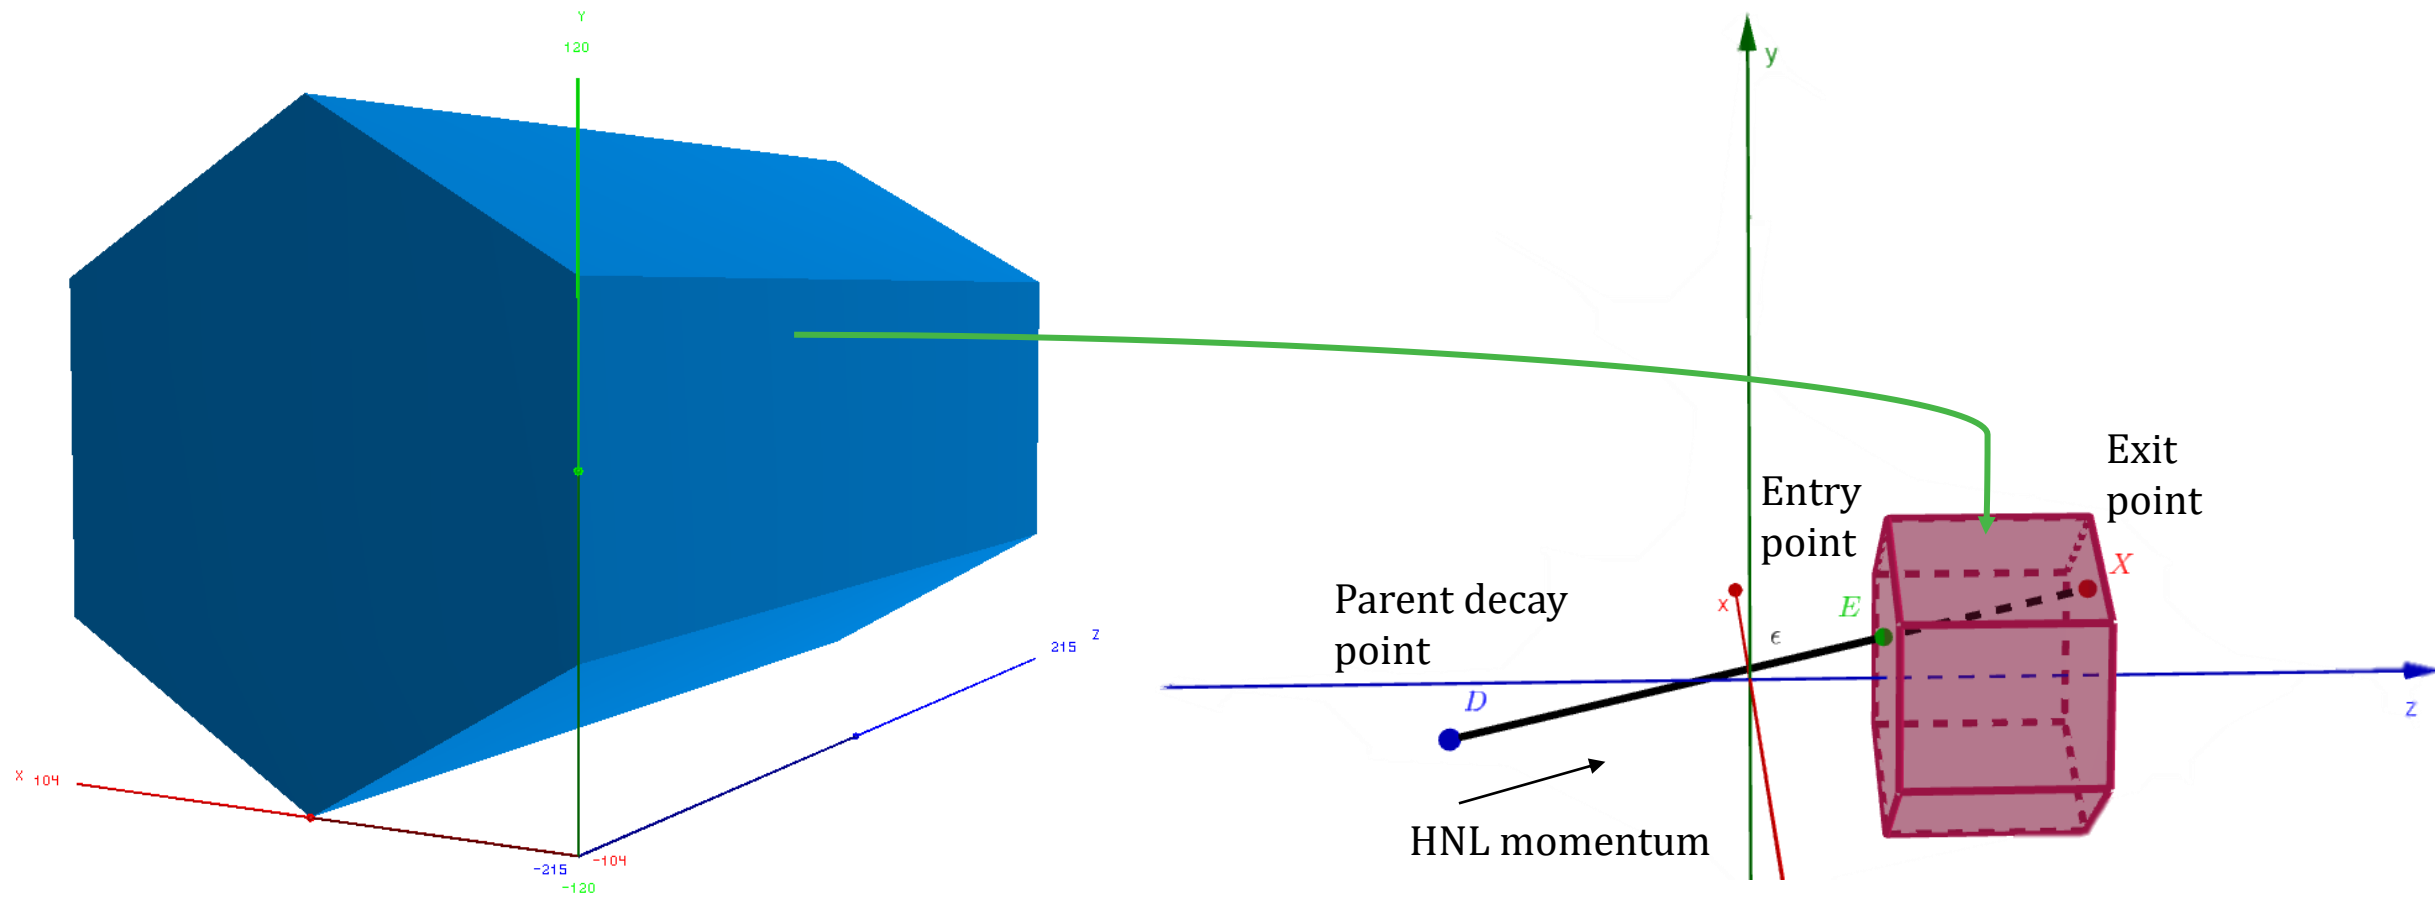 Y
120
X 104
-215
-104
-120
215
Z
y
Entry
point
Exit
point
X
E
x
ϵ
Parent decay
point
D
HNL momentum
z